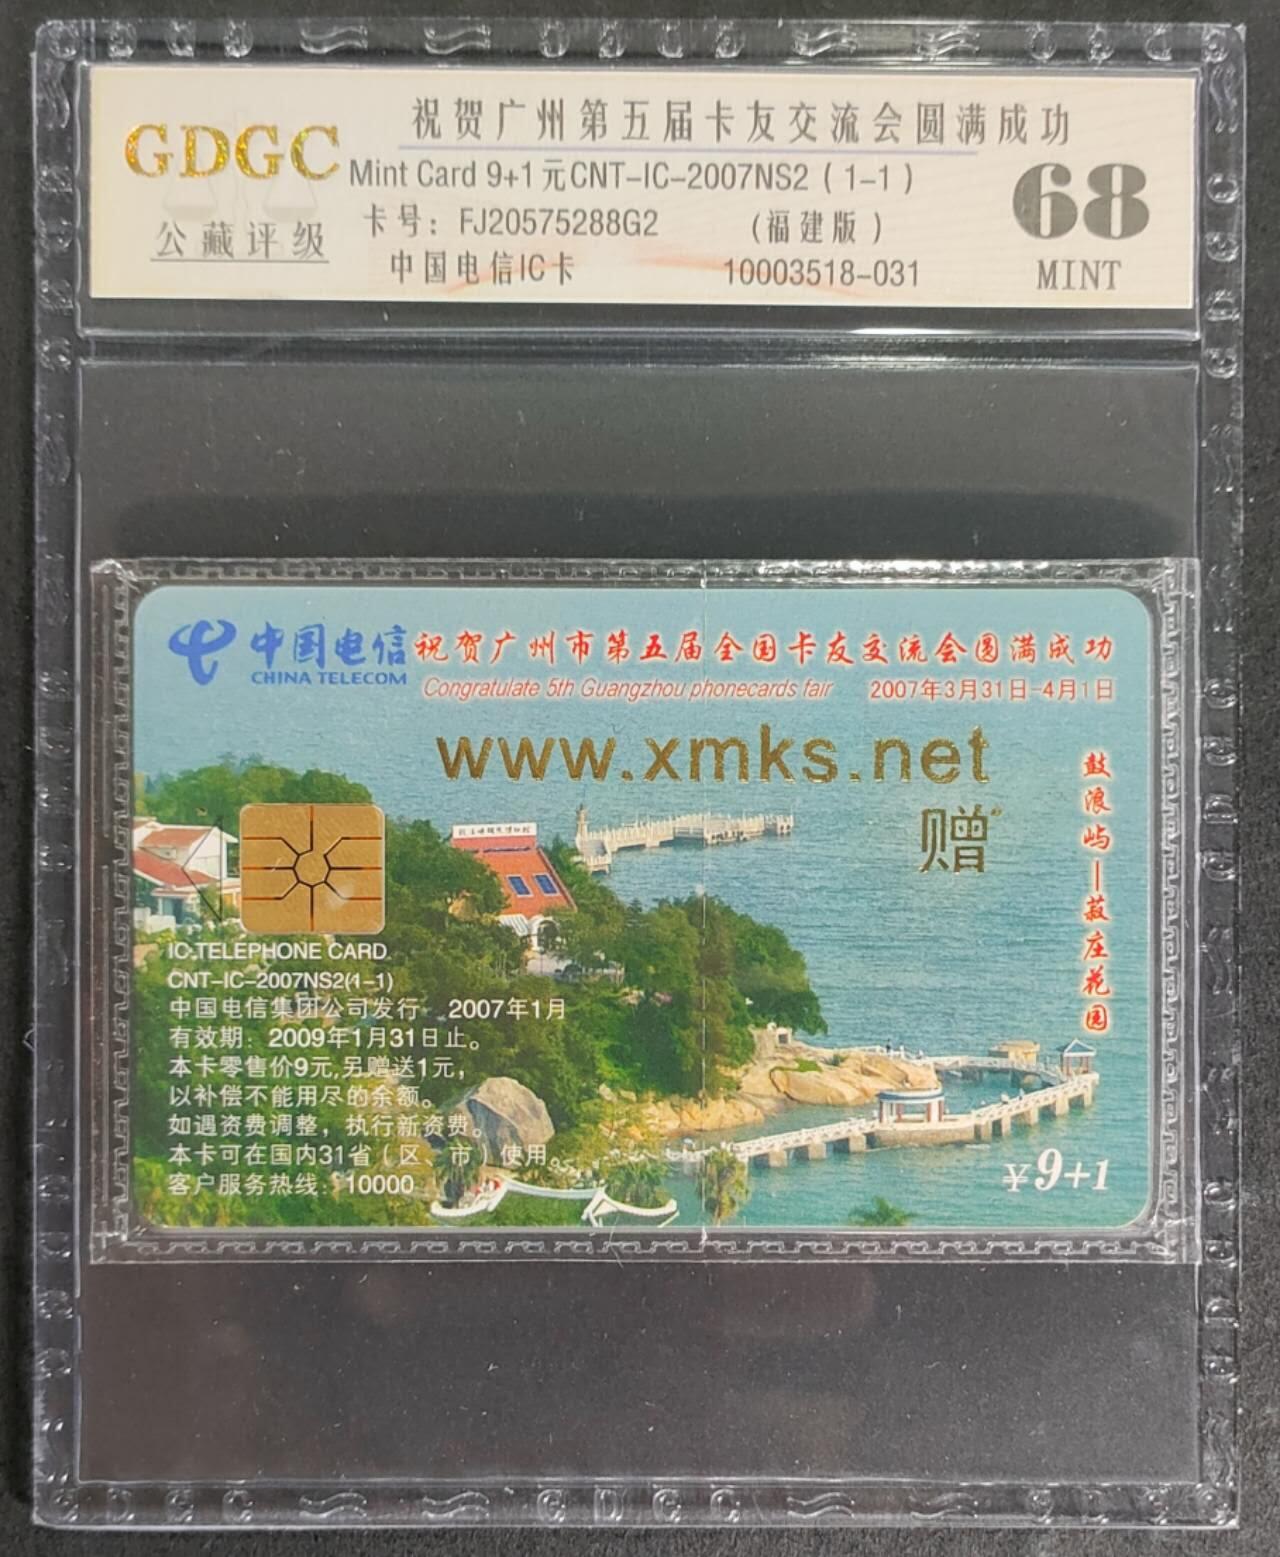 祝贺广州第五届卡友交流会圆满成功
GDGC
公藏评级
Mint Card 9+1元CNT-IC-2007NS2（1-1）
卡号：FJ20575288G2 （福建版）
中国电信IC卡 10003518-031
68
MINT
中国电信
CHINA TELECOM
祝贺广州市第五届全国卡友交流会圆满成功
Congratulate 5th Guangzhou phonecards fair 2007年3月31日-4月1日
www.xmks.net
赠
鼓浪屿—菽庄花园
IC TELEPHONE CARD
CNT-IC-2007NS2(1-1)
中国电信集团公司发行 2007年1月
有效期：2009年1月31日止。
本卡零售价9元,另赠送1元，
以补偿不能用尽的余额。
如遇资费调整，执行新资费。
本卡可在国内31省（区、市）使用。
客户服务热线：10000
¥9+1